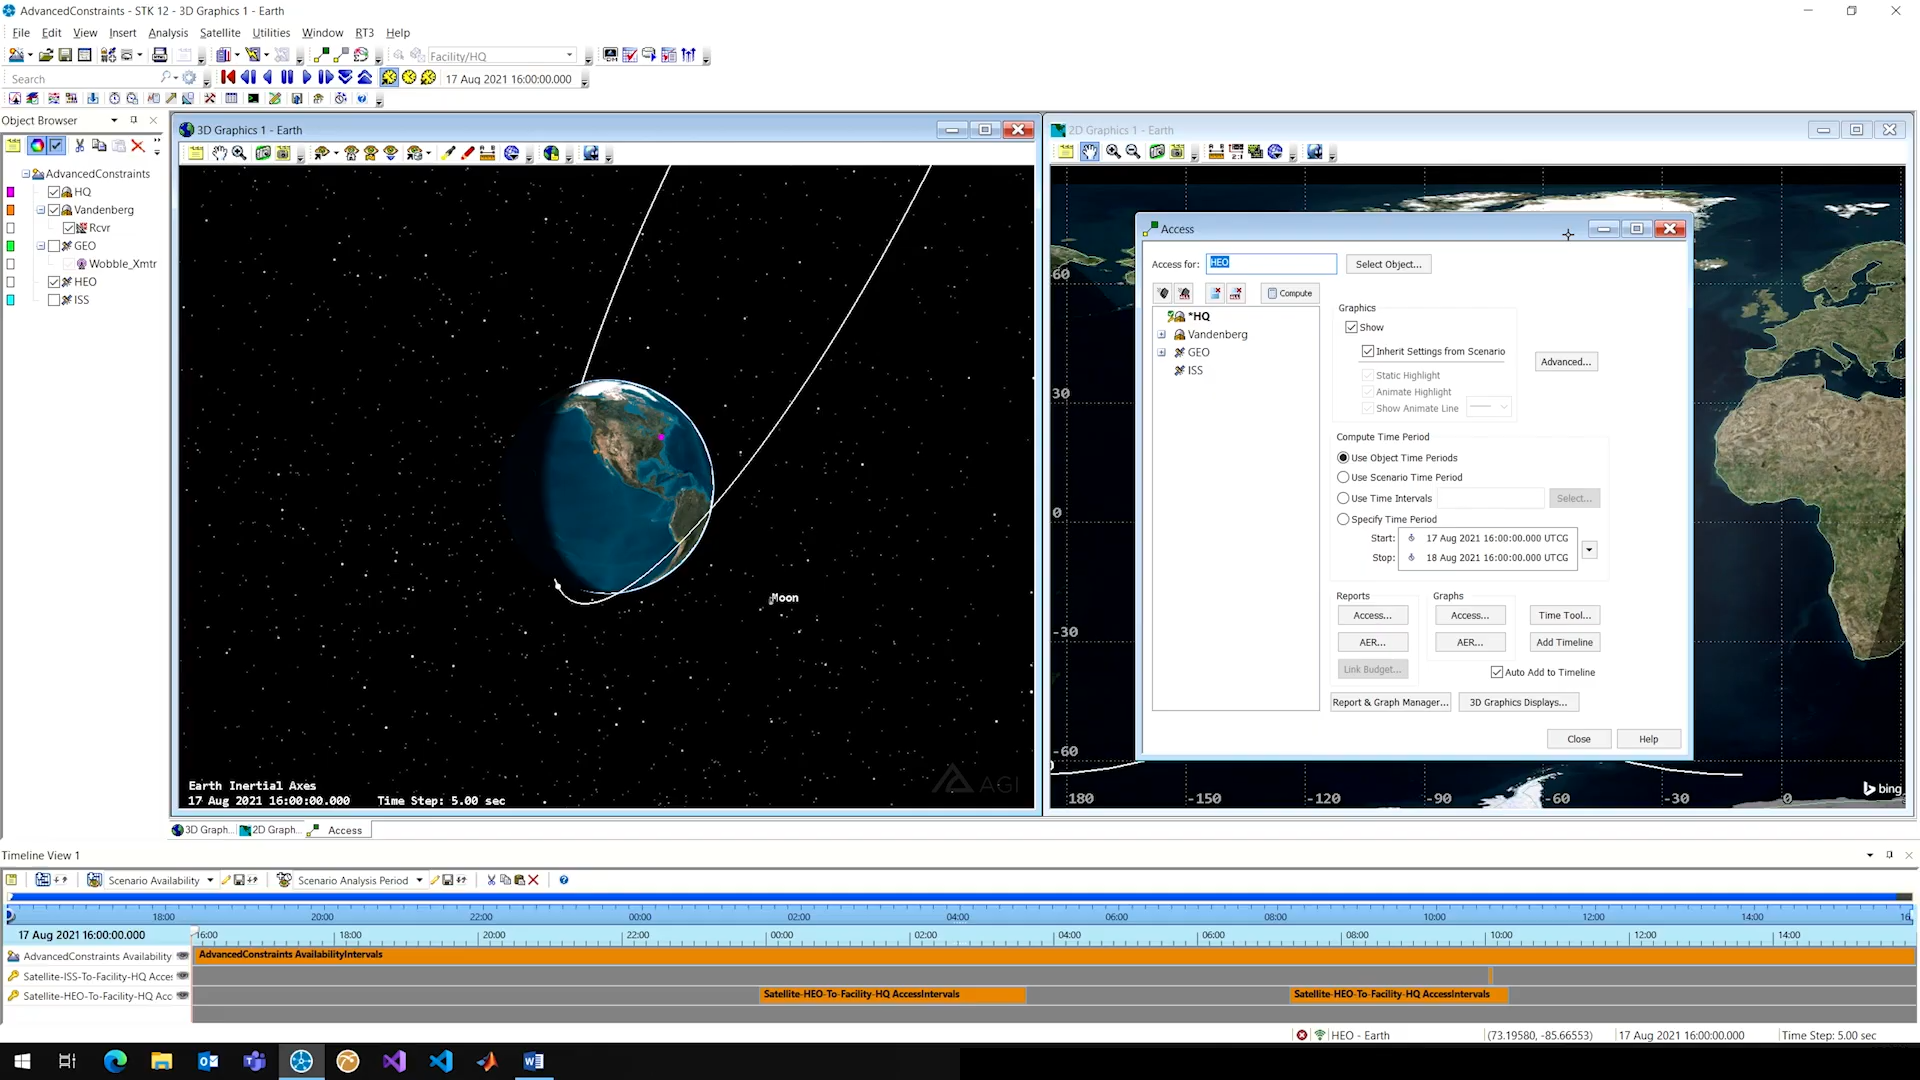 AdvancedConstraints - STK 12 - 3D Graphics 1 - Earth
File Edit View Insert Analysis Satellite Utilities Window RT3 Help
Facility/HQ
Search
17 Aug 2021 16:00:00.000
Object Browser
AdvancedConstraints
HQ
Vandenberg
Rcvr
GEO
Wobble_Xmtr
HEO
ISS
3D Graphics 1 - Earth
Moon
Earth Inertial Axes
17 Aug 2021 16:00:00.000 Time Step: 5.00 sec
AGI
2D Graphics 1 - Earth
60
30
0
-30
-60
180 -150 -120 -90 -60 -30 0
bing
Access
Access for: HEO Select Object...
Compute
*HQ
Vandenberg
GEO
ISS
Graphics
Show
Inherit Settings from Scenario
Static Highlight
Animate Highlight
Show Animate Line
Advanced...
Compute Time Period
Use Object Time Periods
Use Scenario Time Period
Use Time Intervals Select...
Specify Time Period
Start: 17 Aug 2021 16:00:00.000 UTCG
Stop: 18 Aug 2021 16:00:00.000 UTCG
Reports Graphs
Access... Access... Time Tool...
AER... AER... Add Timeline
Link Budget... Auto Add to Timeline
Report & Graph Manager... 3D Graphics Displays...
Close Help
3D Graph... 2D Graph... Access
Timeline View 1
Scenario Availability Scenario Analysis Period
18:00 20:00 22:00 00:00 02:00 04:00 06:00 08:00 10:00 12:00 14:00 16
17 Aug 2021 16:00:00.000 16:00 18:00 20:00 22:00 00:00 02:00 04:00 06:00 08:00 10:00 12:00 14:00
AdvancedConstraints Availability AdvancedConstraints AvailabilityIntervals
Satellite-ISS-To-Facility-HQ Acces
Satellite-HEO-To-Facility-HQ Acc Satellite-HEO-To-Facility-HQ AccessIntervals Satellite-HEO-To-Facility-HQ AccessIntervals
HEO - Earth (73.19580, -85.66553) 17 Aug 2021 16:00:00.000 Time Step: 5.00 sec